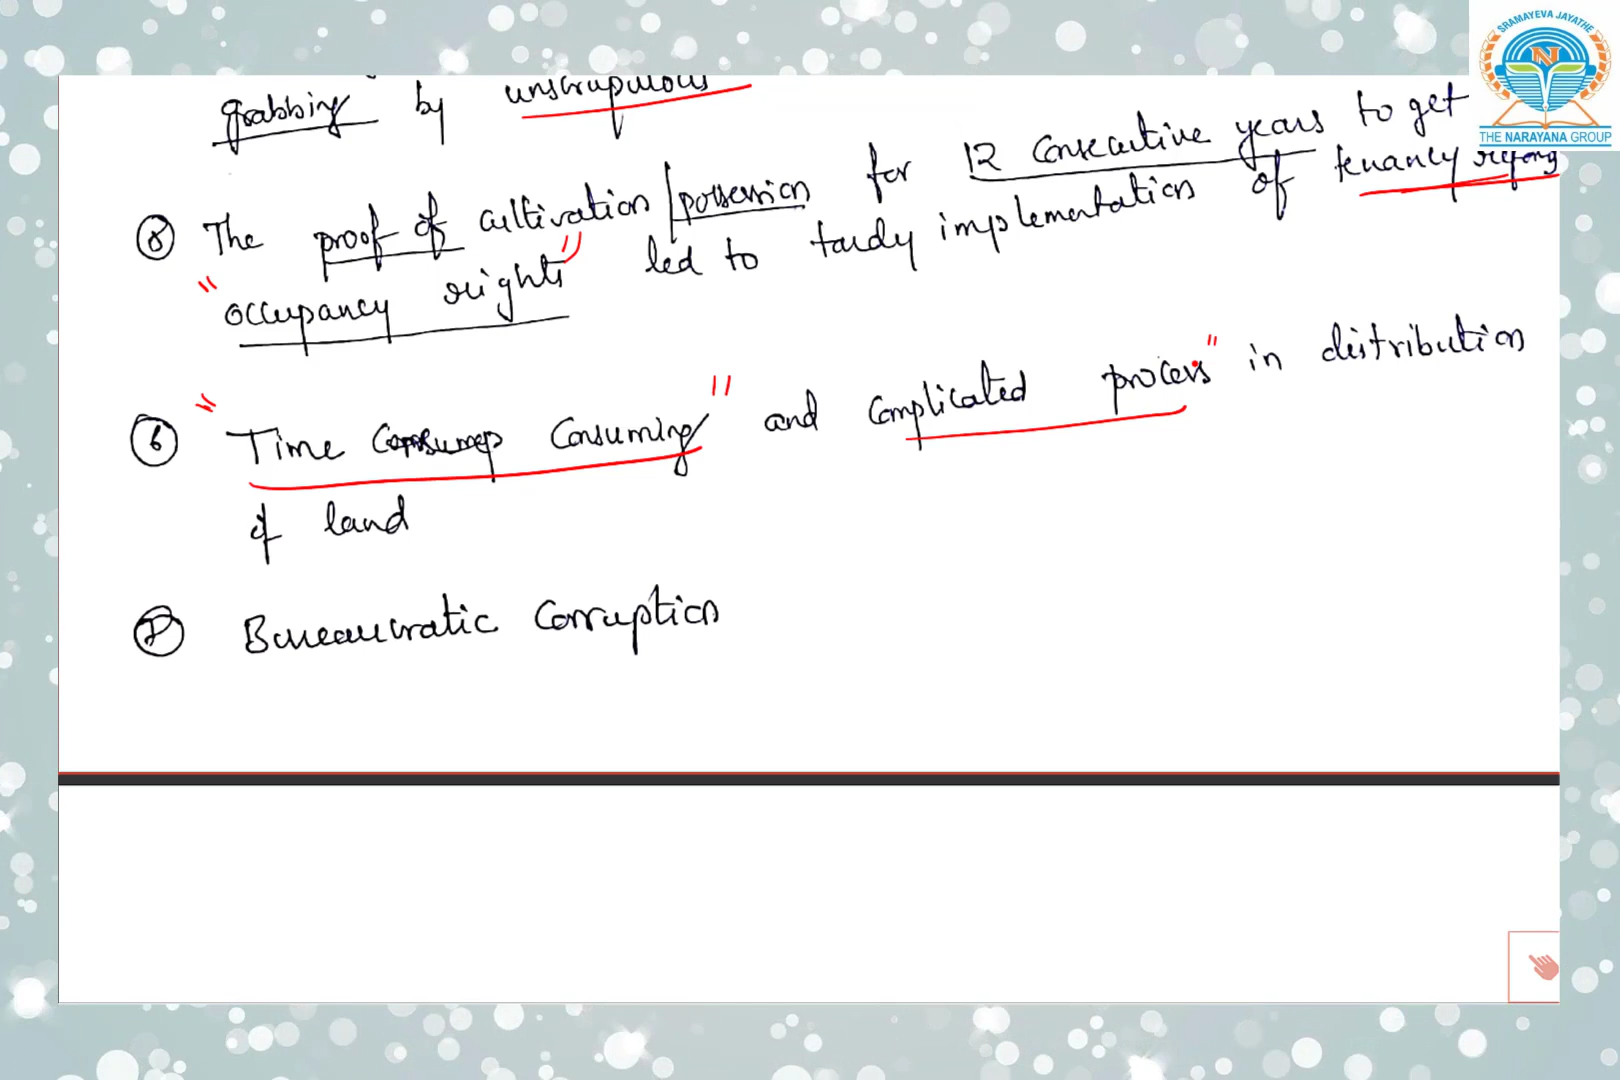 SRAMAYEVA JAYATHE
N
THE NARAYANA GROUP
grabbing by unscrupulous
⑤ The proof of cultivation / possession for 12 consecutive years to get
"occupancy rights" led to tardy implementation of tenancy reforms
⑥ "Time Consuming" and complicated process" in distribution
of land
⑦ Bureaucratic Corruption